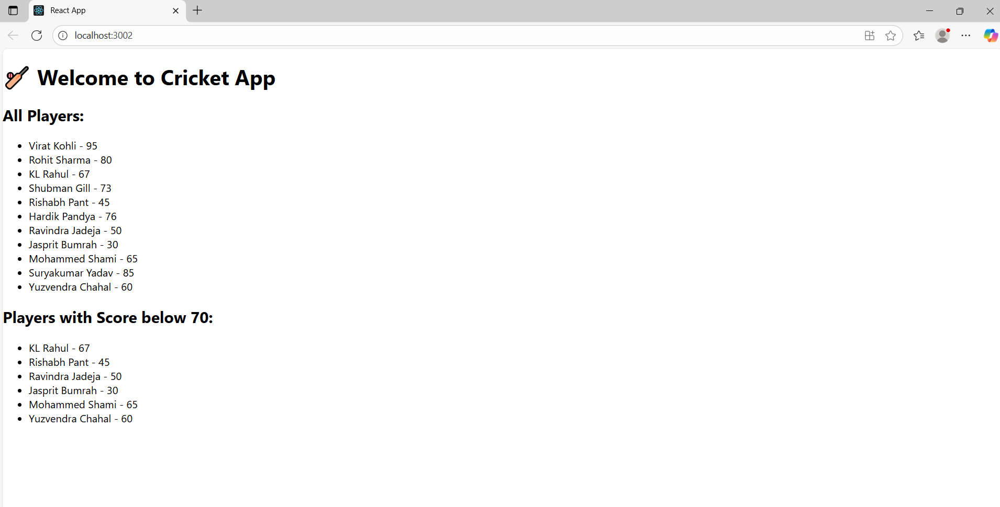 React App
localhost:3002
Welcome to Cricket App
All Players:
Virat Kohli - 95
Rohit Sharma - 80
KL Rahul - 67
Shubman Gill - 73
Rishabh Pant - 45
Hardik Pandya - 76
Ravindra Jadeja - 50
Jasprit Bumrah - 30
Mohammed Shami - 65
Suryakumar Yadav - 85
Yuzvendra Chahal - 60
Players with Score below 70:
KL Rahul - 67
Rishabh Pant - 45
Ravindra Jadeja - 50
Jasprit Bumrah - 30
Mohammed Shami - 65
Yuzvendra Chahal - 60